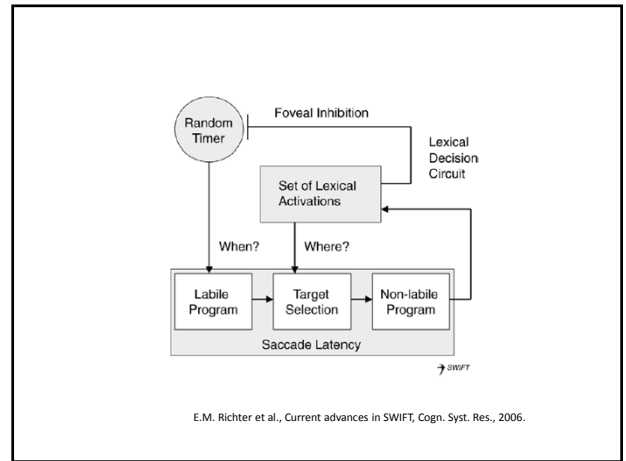 Foveal Inhibition
Random
Timer
Lexical
Decision
Circuit
Set of Lexical
Activations
When?
Where?
Labile
Program
Target
Selection
Non-labile
Program
Saccade Latency
SWIFT
E.M. Richter et al., Current advances in SWIFT, Cogn. Syst. Res., 2006.